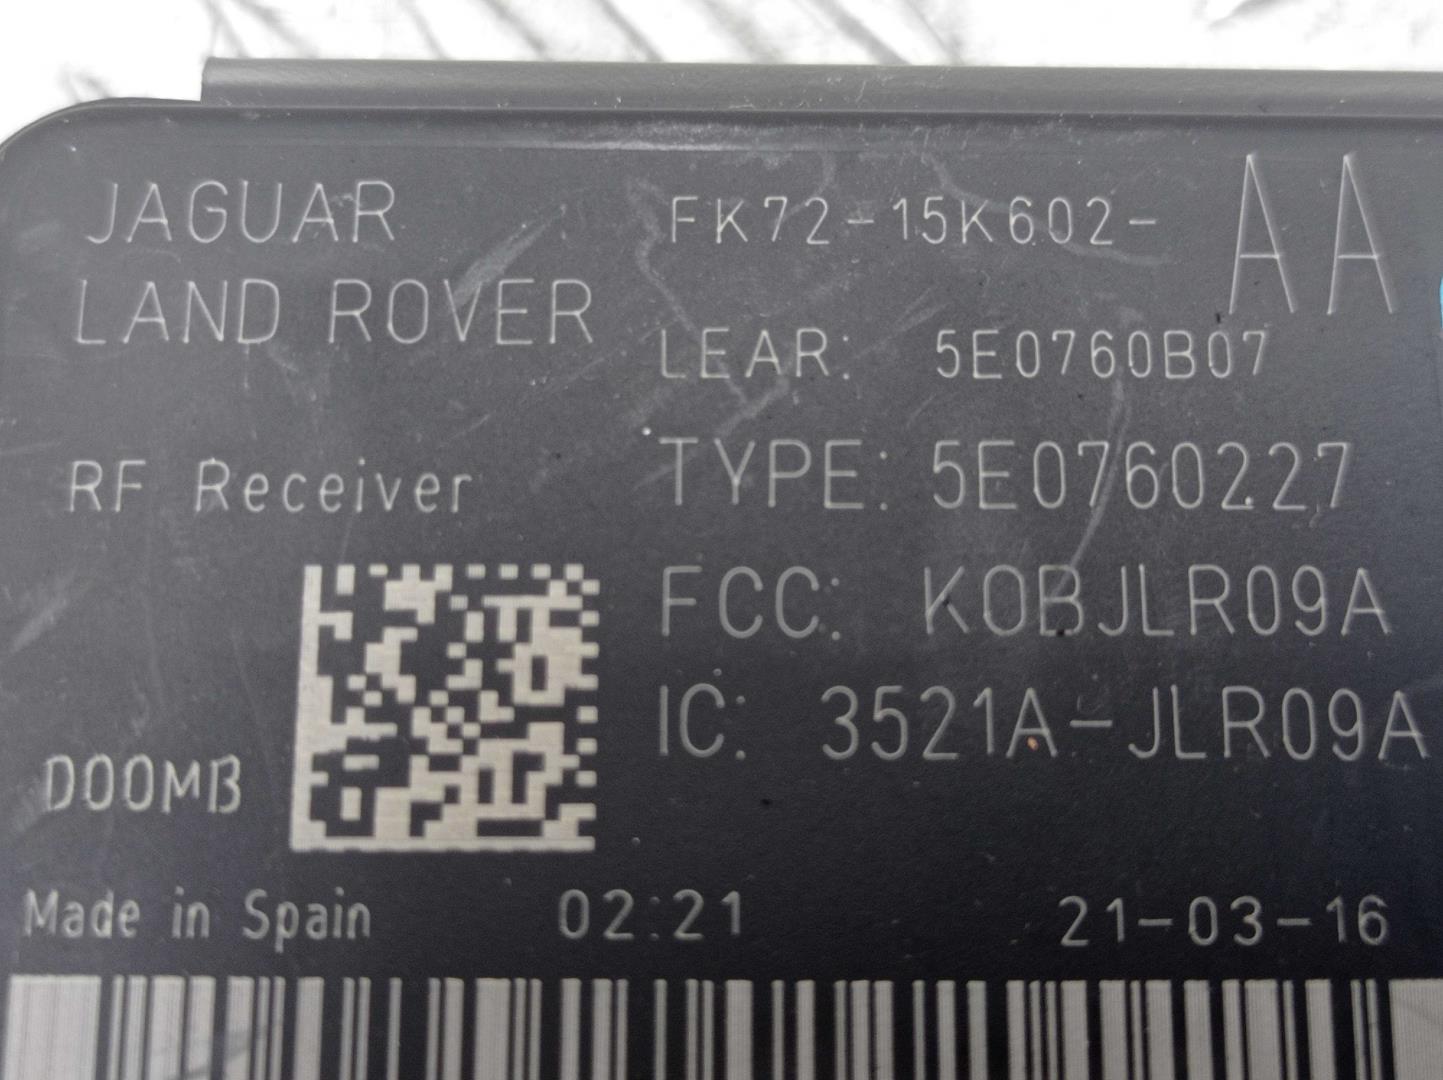 JAGUAR
LAND ROVER
FK72-15K602- AA
LEAR: 5E0760B07
RF Receiver
TYPE: 5E0760227
FCC: KOBJLR09A
IC: 3521A-JLR09A
D00MB
Made in Spain 02:21 21-03-16